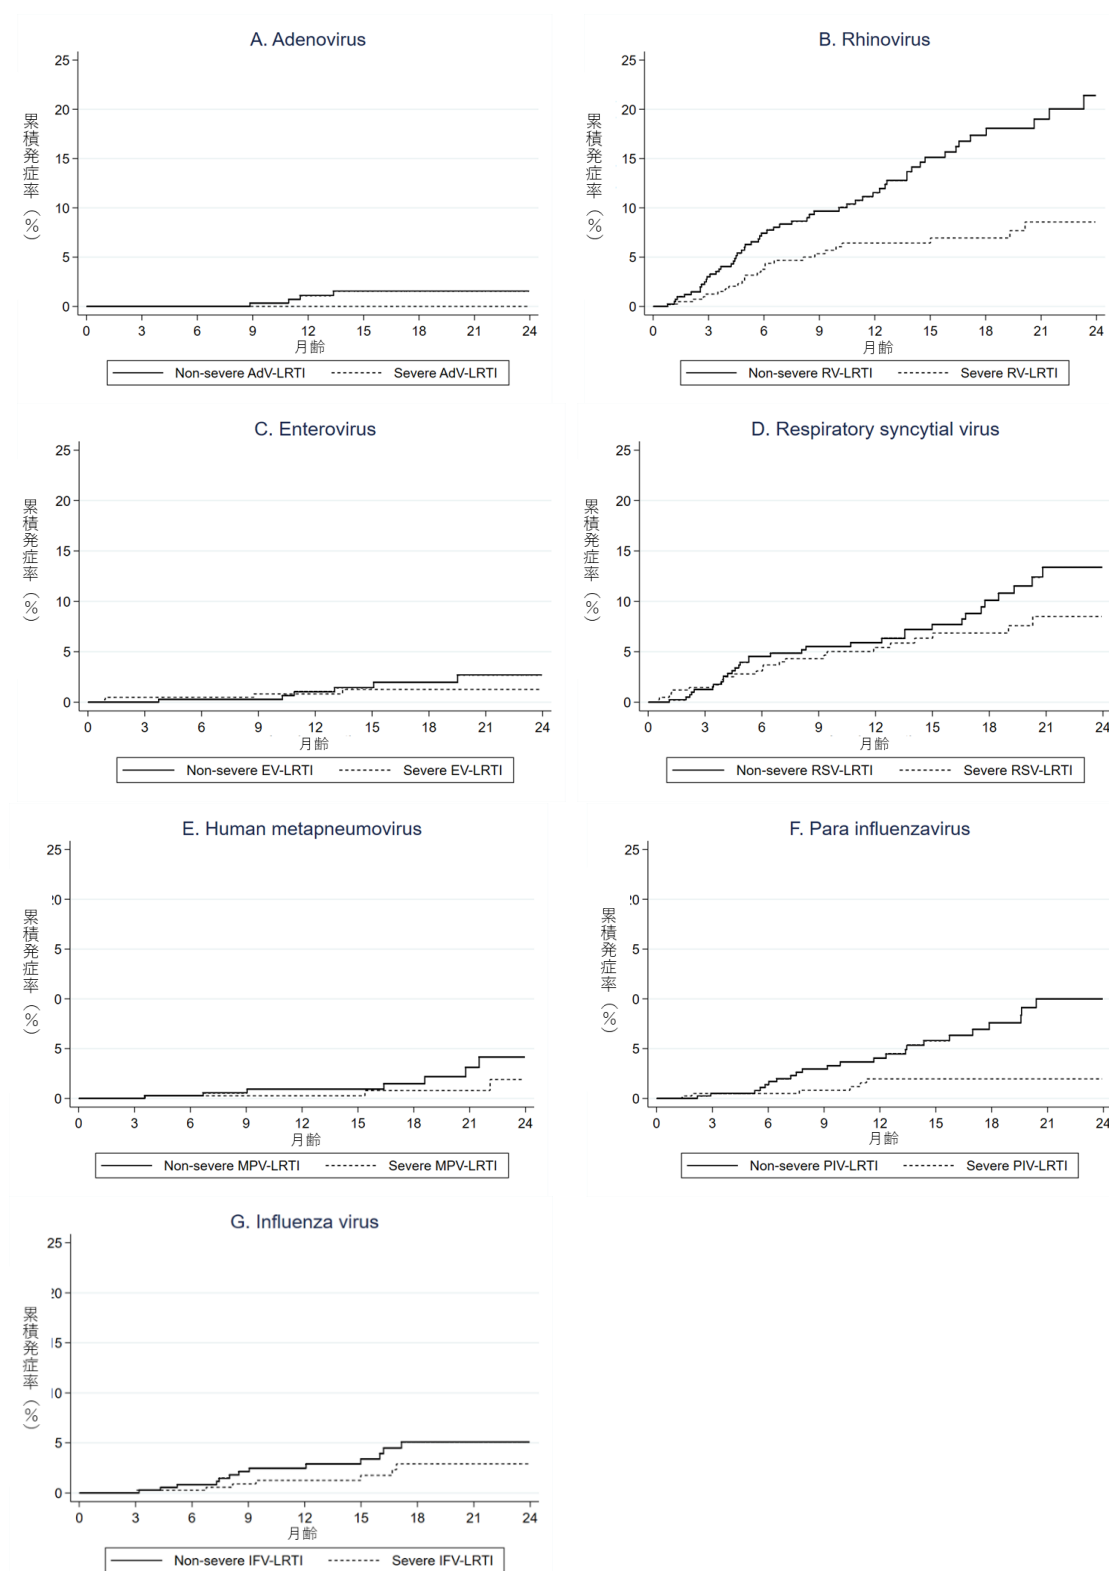 A. Adenovirus
累積発症率（%）
25
20
15
10
5
0
0 3 6 9 12 15 18 21 24
月齢
Non-severe AdV-LRTI Severe AdV-LRTI
B. Rhinovirus
累積発症率（%）
25
20
15
10
5
0
0 3 6 9 12 15 18 21 24
月齢
Non-severe RV-LRTI Severe RV-LRTI
C. Enterovirus
累積発症率（%）
25
20
15
10
5
0
0 3 6 9 12 15 18 21 24
月齢
Non-severe EV-LRTI Severe EV-LRTI
D. Respiratory syncytial virus
累積発症率（%）
25
20
15
10
5
0
0 3 6 9 12 15 18 21 24
月齢
Non-severe RSV-LRTI Severe RSV-LRTI
E. Human metapneumovirus
累積発症率（%）
25
20
5
0
5
0
0 3 6 9 12 15 18 21 24
月齢
Non-severe MPV-LRTI Severe MPV-LRTI
F. Para influenzavirus
累積発症率（%）
25
20
5
0
5
0
0 3 6 9 12 15 18 21 24
月齢
Non-severe PIV-LRTI Severe PIV-LRTI
G. Influenza virus
累積発症率（%）
25
20
15
10
5
0
0 3 6 9 12 15 18 21 24
月齢
Non-severe IFV-LRTI Severe IFV-LRTI